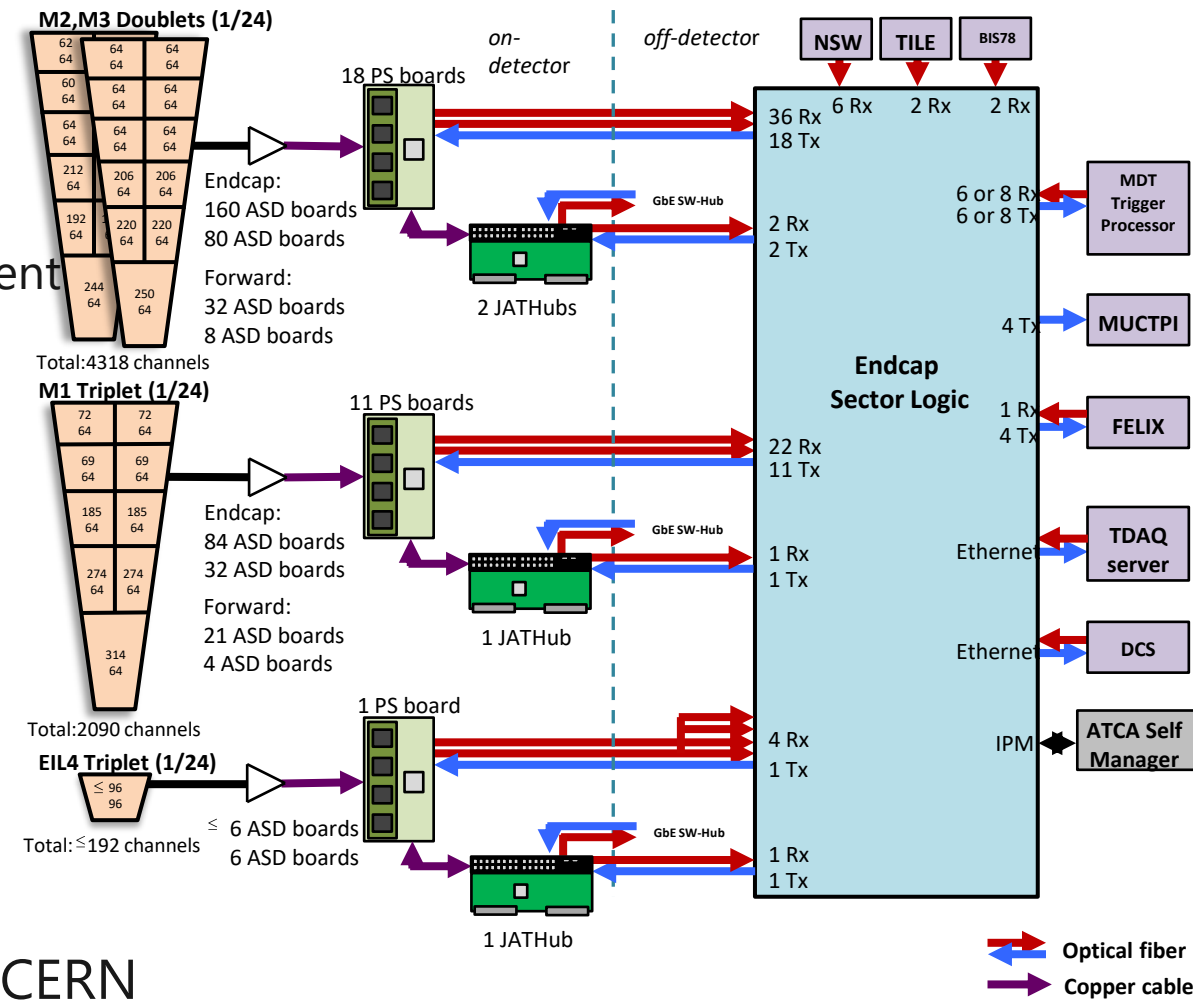 M2,M3 Doublets (1/24)
62
64
60
64
64
64
212
64
192
64
244
64
64
64
64
64
64
64
64
64
64
64
64
64
206
64
206
64
220
64
220
64
250
64
Total:4318 channels
ent
Endcap:
160 ASD boards
80 ASD boards
Forward:
32 ASD boards
8 ASD boards
18 PS boards
2 JATHubs
GbE SW-Hub
on-
detector
off-detector
M1 Triplet (1/24)
72
64
72
64
69
64
69
64
185
64
185
64
274
64
274
64
314
64
Total:2090 channels
Endcap:
84 ASD boards
32 ASD boards
Forward:
21 ASD boards
4 ASD boards
11 PS boards
1 JATHub
GbE SW-Hub
EIL4 Triplet (1/24)
≤ 96
96
Total: ≤192 channels
≤ 6 ASD boards
6 ASD boards
1 PS board
1 JATHub
GbE SW-Hub
NSW
TILE
BIS78
6 Rx
2 Rx
2 Rx
36 Rx
18 Tx
2 Rx
2 Tx
22 Rx
11 Tx
1 Rx
1 Tx
4 Rx
1 Tx
1 Rx
1 Tx
Endcap
Sector Logic
6 or 8 Rx
6 or 8 Tx
MDT
Trigger
Processor
4 Tx
MUCTPI
1 Rx
4 Tx
FELIX
Ethernet
TDAQ
server
Ethernet
DCS
IPM
ATCA Self
Manager
Optical fiber
Copper cable
CERN